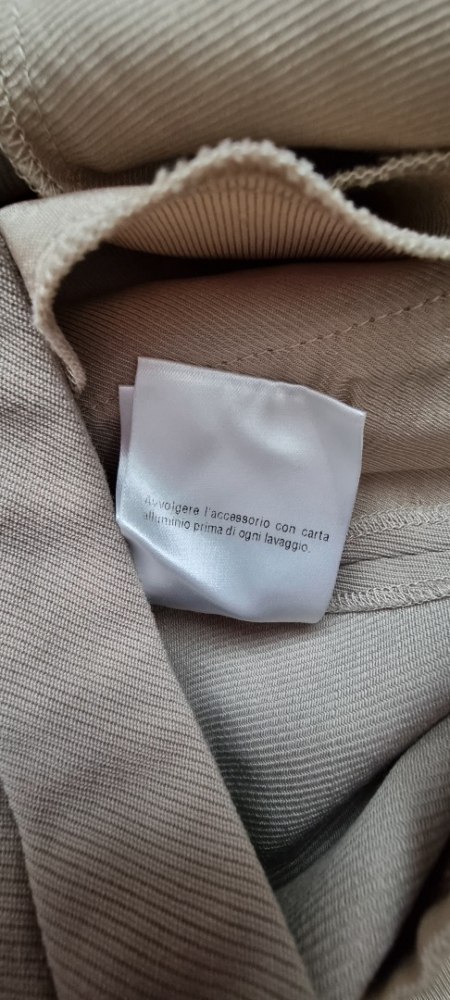 Avvolgere l'accessorio con carta
alluminio prima di ogni lavaggio.